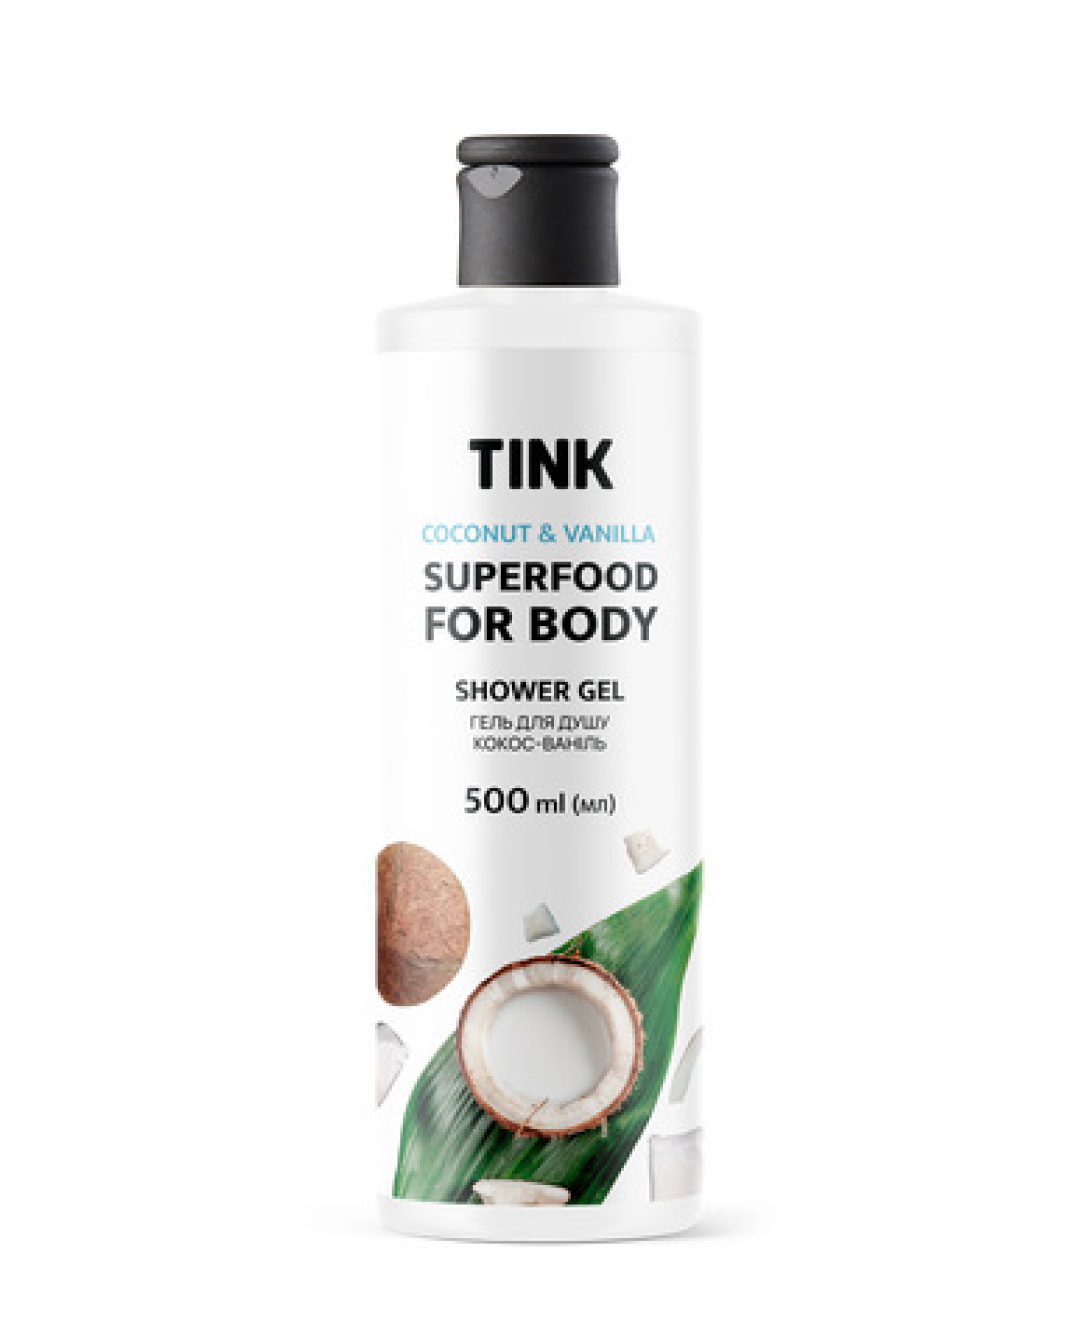 TINK
COCONUT & VANILLA
SUPERFOOD
FOR BODY
SHOWER GEL
ГЕЛЬ ДЛЯ ДУШУ
КОКОС-ВАНІЛЬ
500 ml (мл)